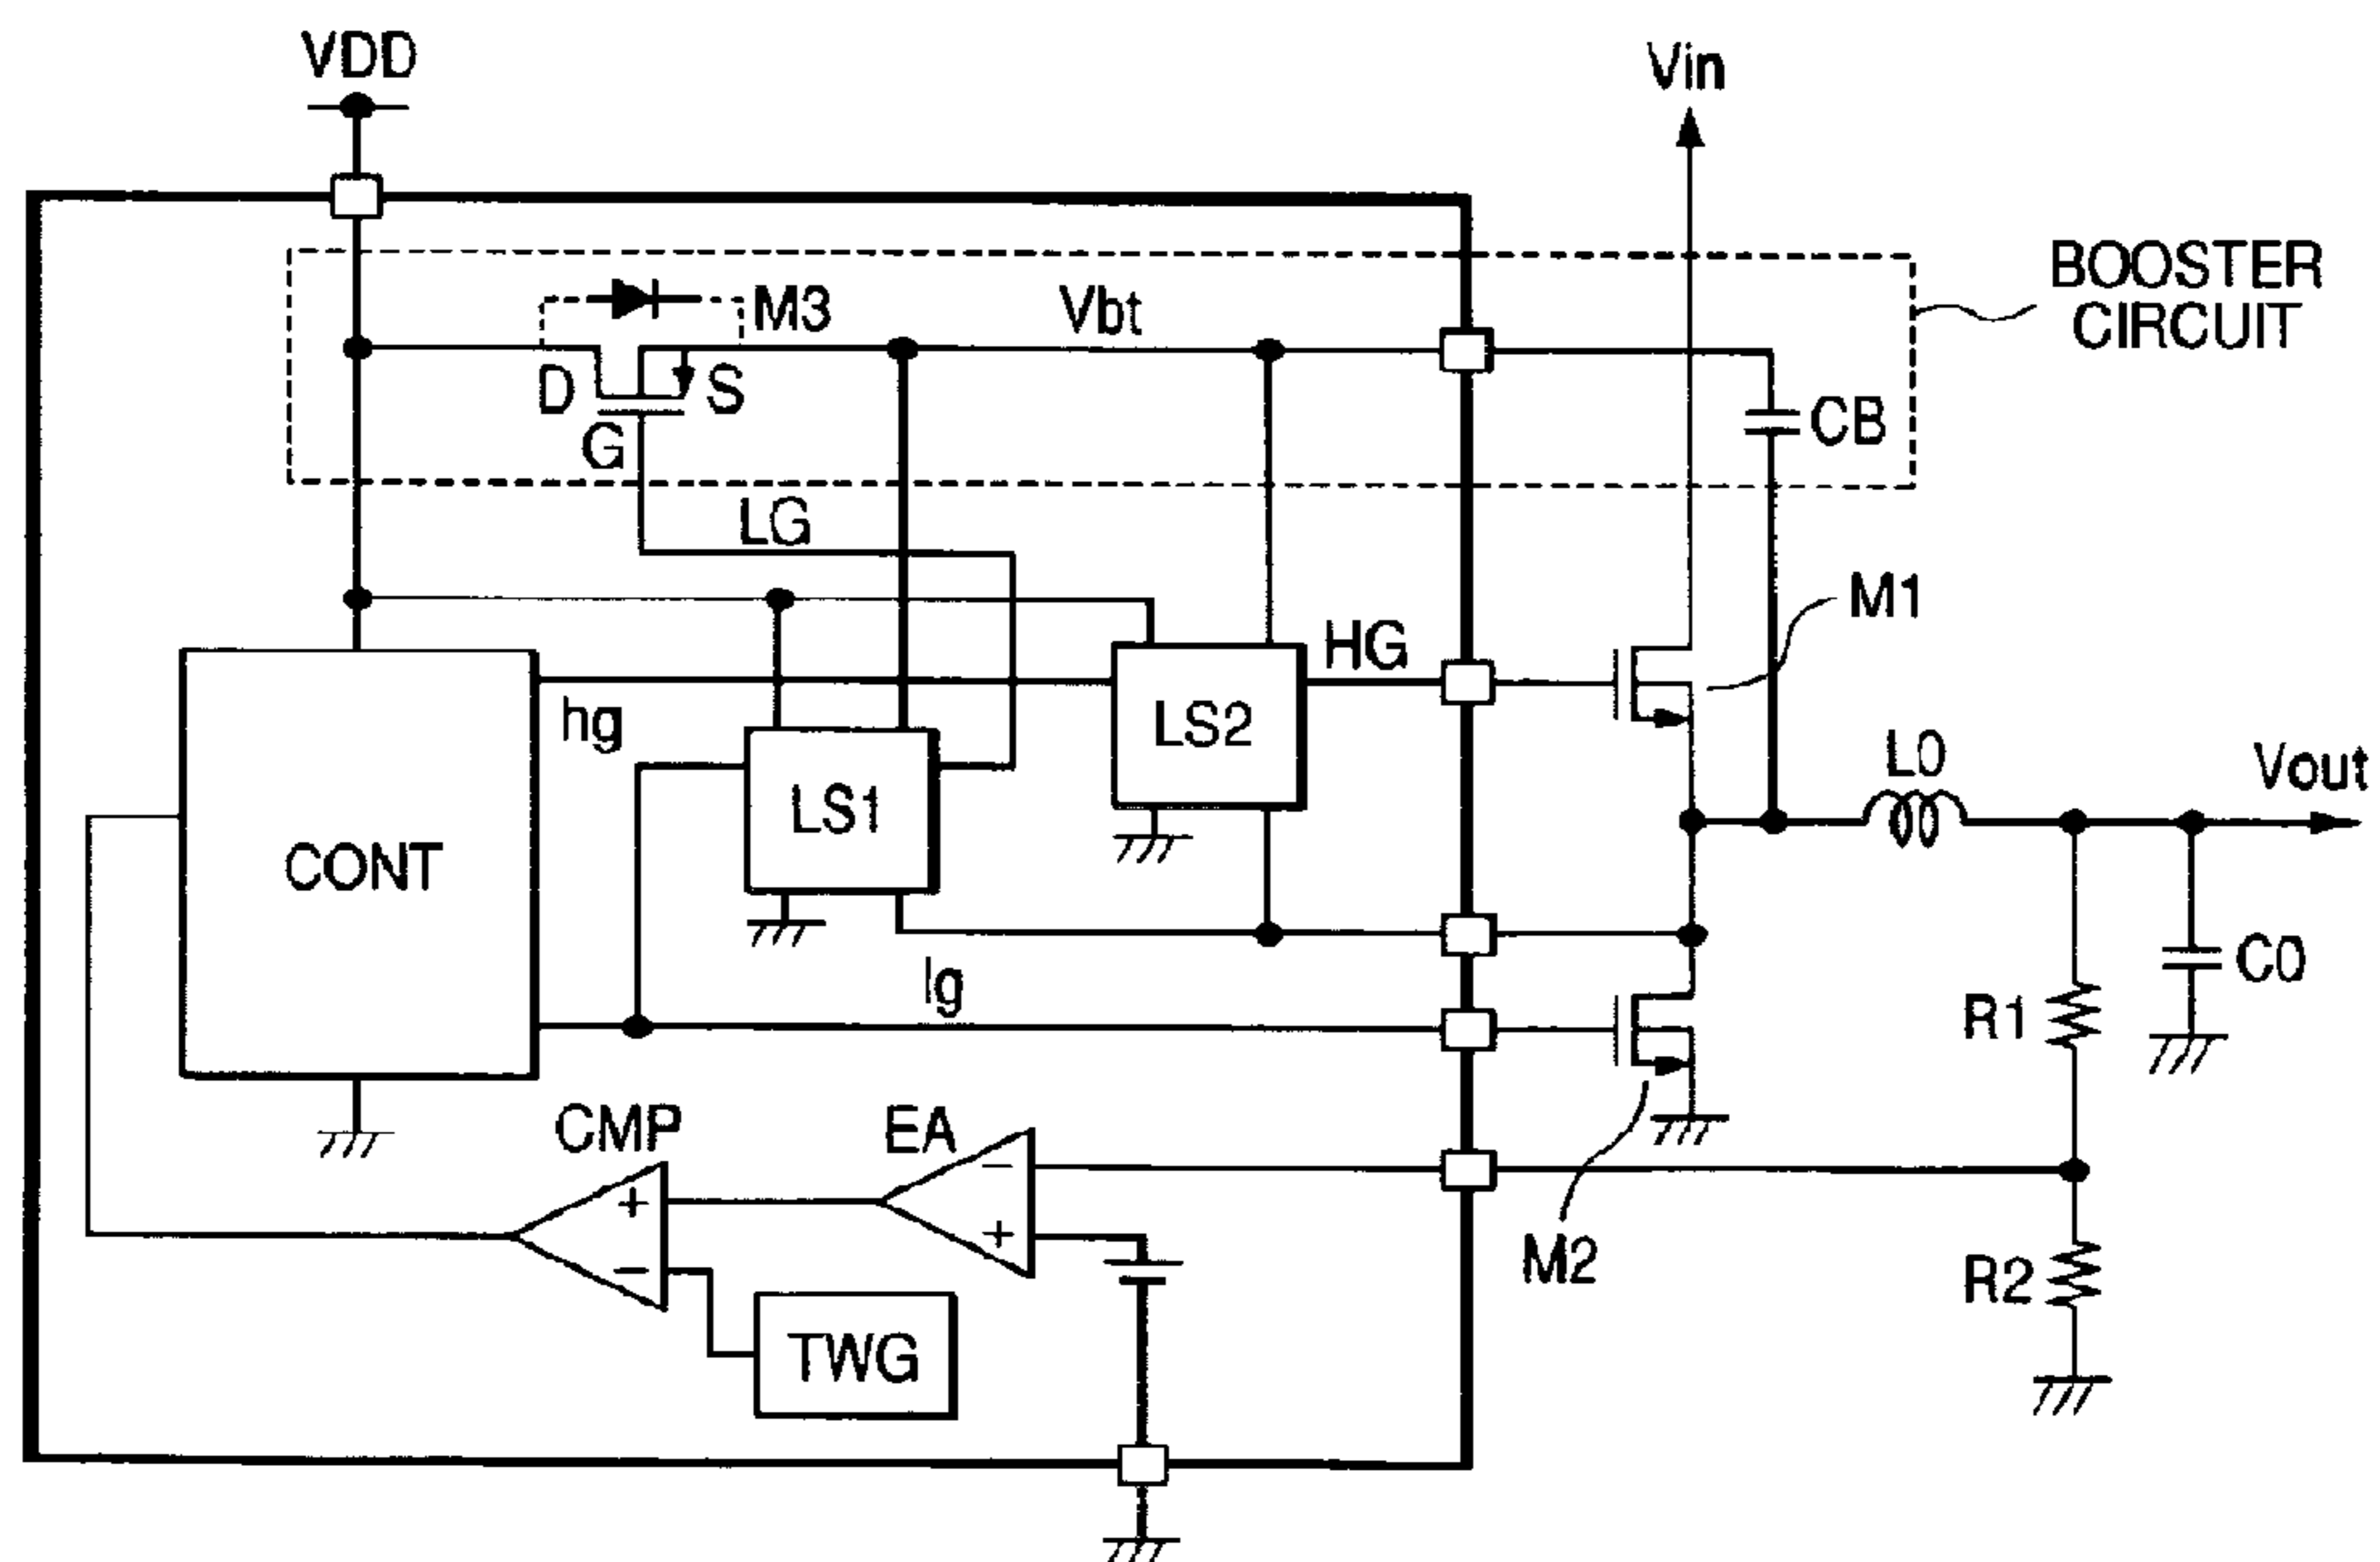 VDD
Vin
BOOSTER
CIRCUIT
M3
Vbt
D
S
G
CB
LG
M1
HG
hg
LS2
L0
Vout
LS1
CONT
lg
C0
R1
CMP
EA
−
+
+
−
M2
R2
TWG